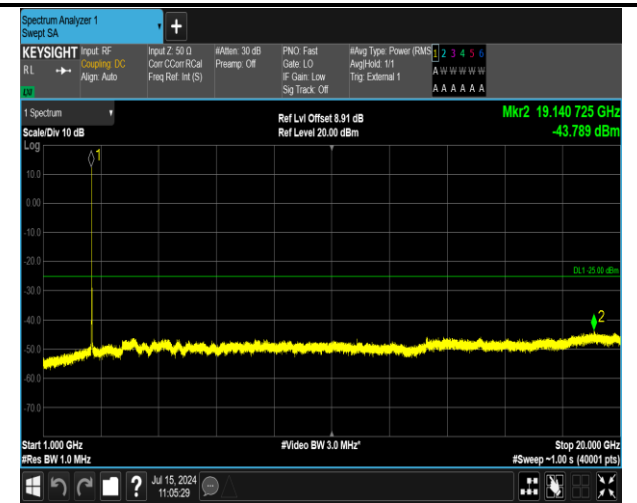 Spectrum Analyzer 1
Swept SA
+
KEYSIGHT
RL
Input: RF
Coupling: DC
Align: Auto
Input Z: 50 Ω
Corr CCorr RCal
Freq Ref: Int (S)
#Atten: 30 dB
Preamp: Off
PNO: Fast
Gate: LO
IF Gain: Low
Sig Track: Off
#Avg Type: Power (RMS
Avg|Hold: 1/1
Trig: External 1
1 2 3 4 5 6
A W W W W W
A A A A A A
1 Spectrum
Scale/Div 10 dB
Ref Lvl Offset 8.91 dB
Ref Level 20.00 dBm
Mkr2 19.140 725 GHz
-43.789 dBm
Log
10.0
0.00
-10.0
-20.0
-30.0
-40.0
-50.0
-60.0
-70.0
1
DL1 -25.00 dBm
2
Start 1.000 GHz
#Res BW 1.0 MHz
#Video BW 3.0 MHz*
Stop 20.000 GHz
#Sweep ~1.00 s (40001 pts)
?
Jul 15, 2024
11:05:29